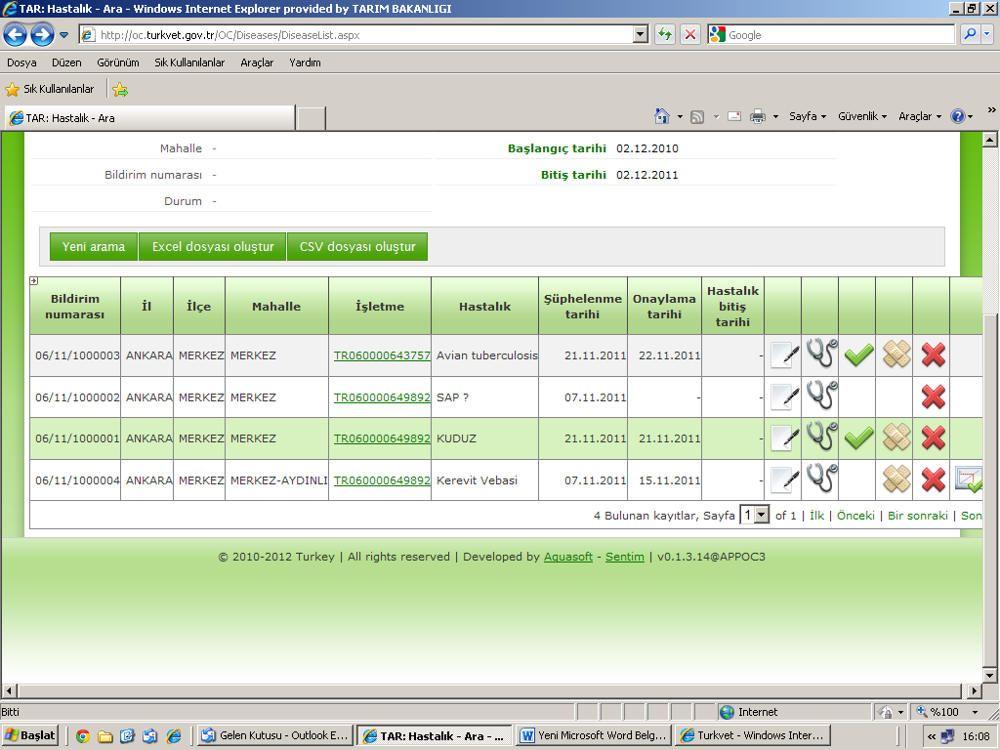 TAR: Hastalık - Ara - Windows Internet Explorer provided by TARIM BAKANLIGI
http://oc.turkvet.gov.tr/OC/Diseases/DiseaseList.aspx
Google
Dosya Düzen Görünüm Sık Kullanılanlar Araçlar Yardım
Sık Kullanılanlar
TAR: Hastalık - Ara
Sayfa Güvenlik Araçlar »
Mahalle - Başlangıç tarihi 02.12.2010
Bildirim numarası - Bitiş tarihi 02.12.2011
Durum -
Yeni arama Excel dosyası oluştur CSV dosyası oluştur
Bildirim numarası İl İlçe Mahalle İşletme Hastalık Şüphelenme tarihi Onaylama tarihi Hastalık bitiş tarihi
06/11/1000003 ANKARA MERKEZ MERKEZ TR060000643757 Avian tuberculosis 21.11.2011 22.11.2011 -
06/11/1000002 ANKARA MERKEZ MERKEZ TR060000649892 SAP ? 07.11.2011 - -
06/11/1000001 ANKARA MERKEZ MERKEZ TR060000649892 KUDUZ 21.11.2011 21.11.2011 -
06/11/1000004 ANKARA MERKEZ MERKEZ-AYDINLI TR060000649892 Kerevit Vebasi 07.11.2011 15.11.2011 -
4 Bulunan kayıtlar, Sayfa 1 of 1 | İlk | Önceki | Bir sonraki | Son
© 2010-2012 Turkey | All rights reserved | Developed by Aquasoft - Sentim | v0.1.3.14@APPOC3
Bitti Internet %100
Başlat Gelen Kutusu - Outlook E... TAR: Hastalık - Ara - ... Yeni Microsoft Word Belg... Turkvet - Windows Inter... « 16:08